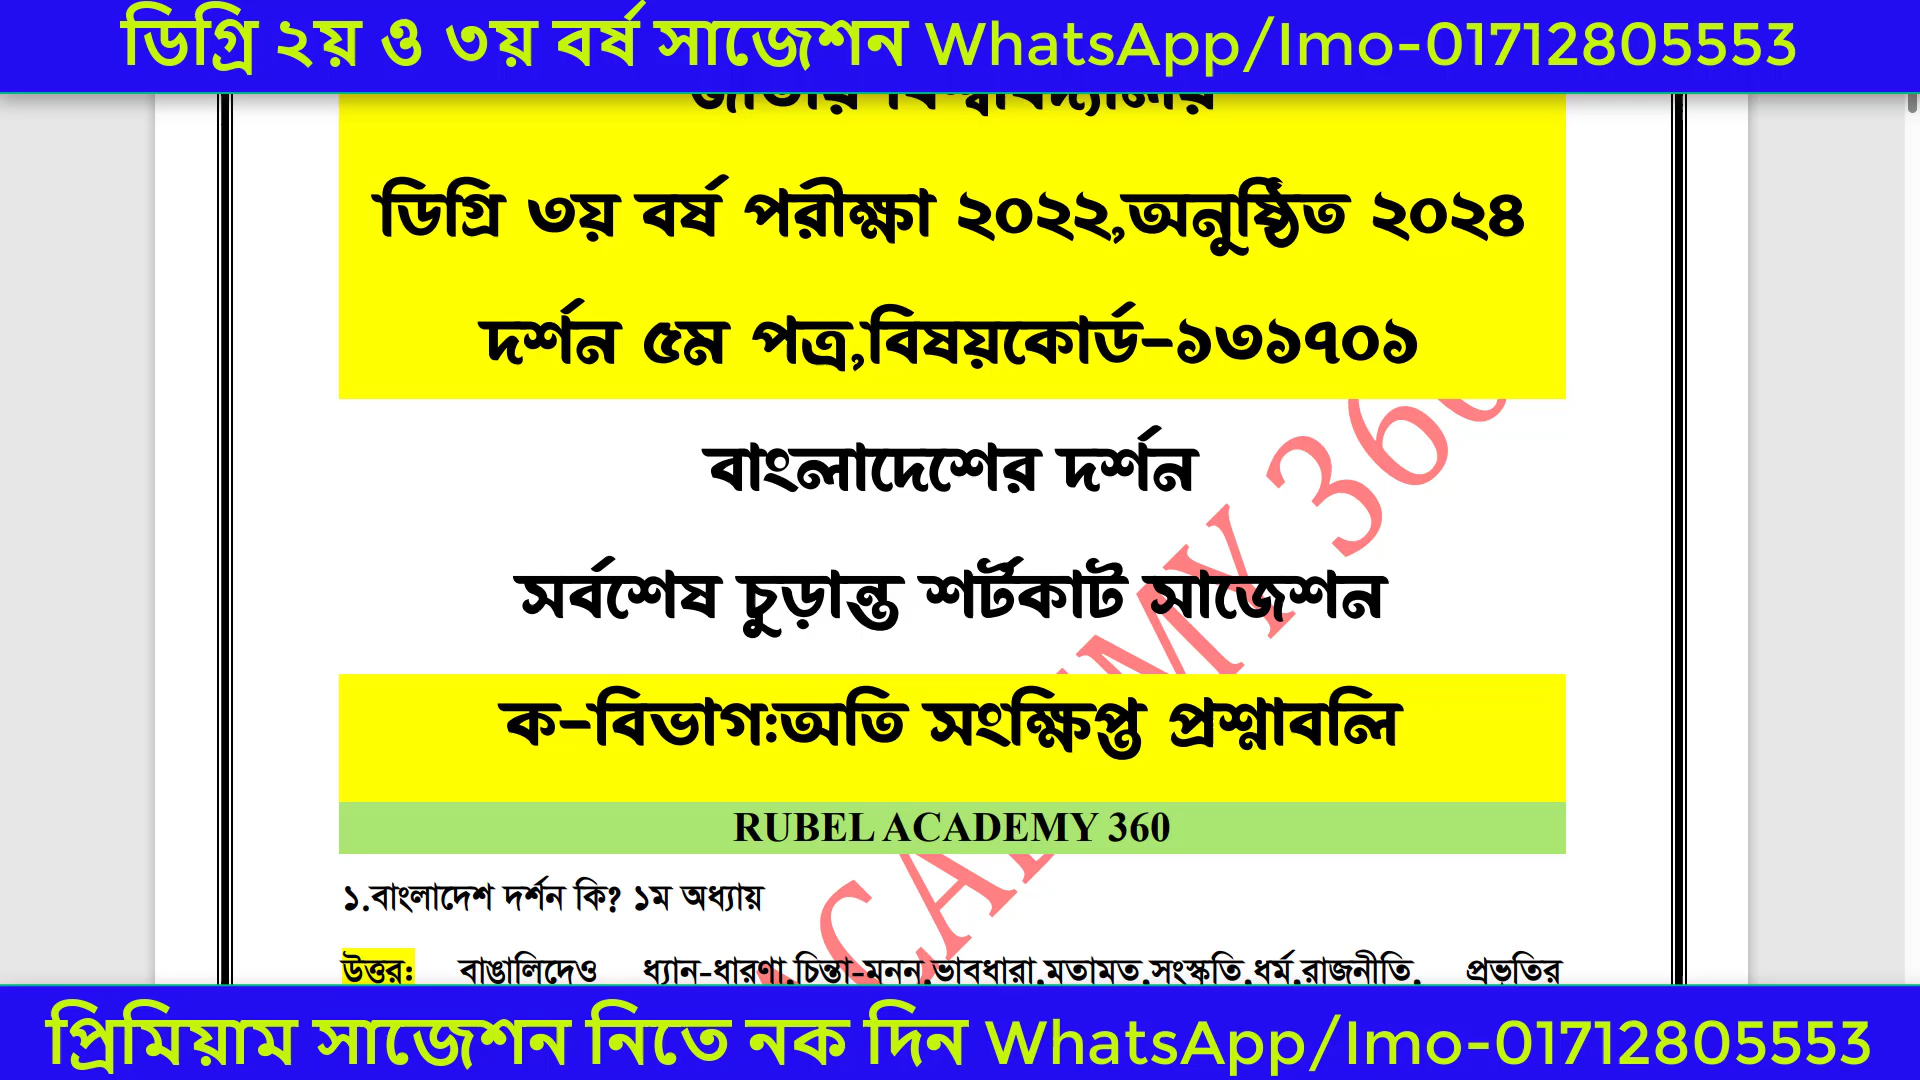 ডিগ্রি ২য় ও ৩য় বর্ষ সাজেশন WhatsApp/Imo-01712805553
জাতীয় বিশ্ববিদ্যালয়
ডিগ্রি ৩য় বর্ষ পরীক্ষা ২০২২,অনুষ্ঠিত ২০২৪
দর্শন ৫ম পত্র,বিষয়কোর্ড-১৩১৭০১
বাংলাদেশের দর্শন
সর্বশেষ চুড়ান্ত শর্টকাট সাজেশন
ক-বিভাগঃঅতি সংক্ষিপ্ত প্রশ্নাবলি
RUBEL ACADEMY 360
১.বাংলাদেশ দর্শন কি? ১ম অধ্যায়
উত্তর: বাঙালিদেও ধ্যান-ধারণা,চিন্তা-মনন,ভাবধারা,মতামত,সংস্কৃতি,ধর্ম,রাজনীতি, প্রভৃতির
প্রিমিয়াম সাজেশন নিতে নক দিন WhatsApp/Imo-01712805553